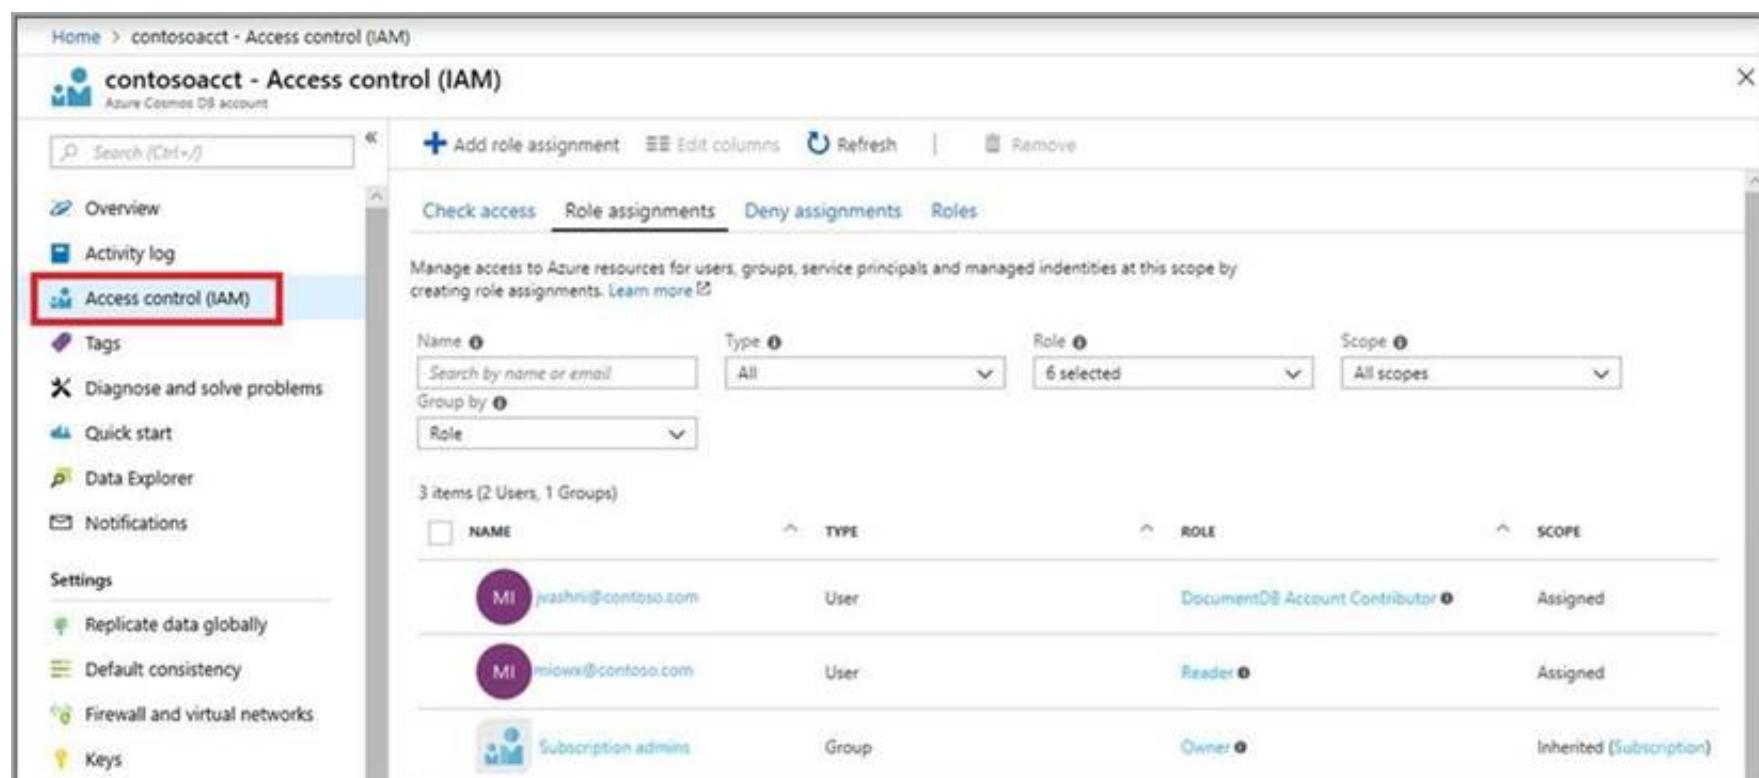 Home > contosoacct - Access control (IAM)
contosoacct - Access control (IAM)
Azure Cosmos DB account
Search (Ctrl+/)
Overview
Activity log
Access control (IAM)
Tags
Diagnose and solve problems
Quick start
Data Explorer
Notifications
Settings
Replicate data globally
Default consistency
Firewall and virtual networks
Keys
Add role assignment Edit columns Refresh | Remove
Check access Role assignments Deny assignments Roles
Manage access to Azure resources for users, groups, service principals and managed indentities at this scope by
creating role assignments. Learn more
Name Type Role Scope
Search by name or email All 6 selected All scopes
Group by
Role
3 items (2 Users, 1 Groups)
NAME TYPE ROLE SCOPE
MI jvashni@contoso.com User DocumentDB Account Contributor Assigned
MI miowx@contoso.com User Reader Assigned
Subscription admins Group Owner Inherited (Subscription)